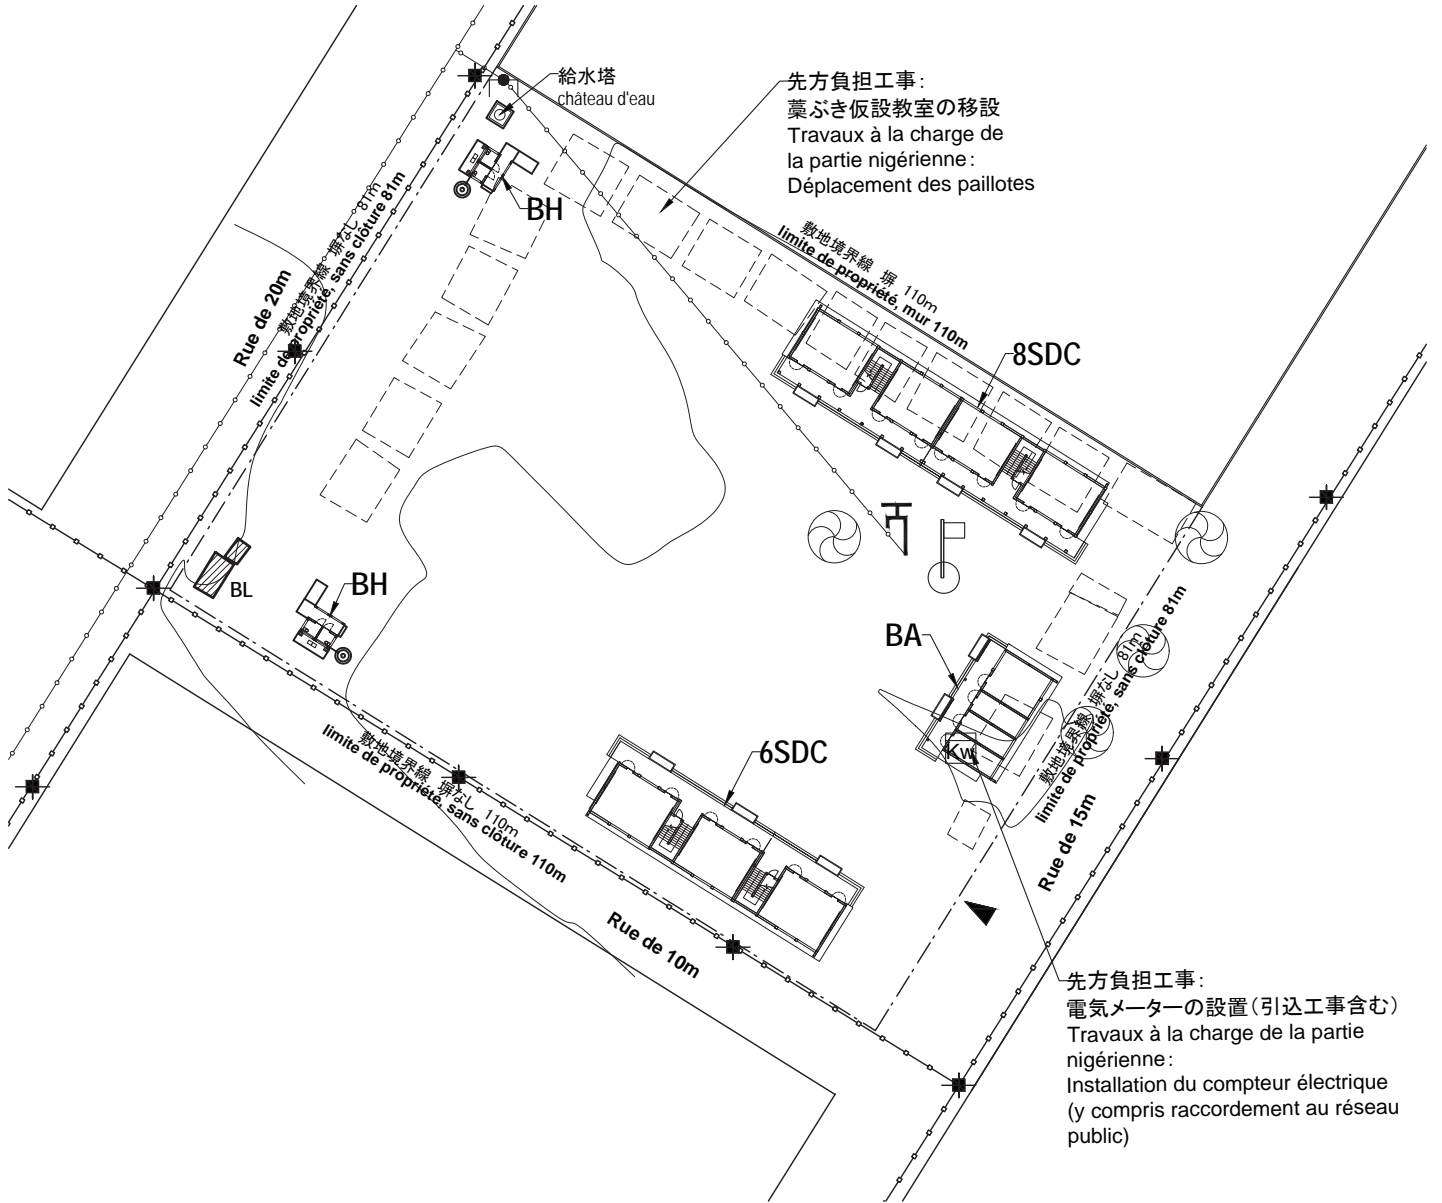 給水塔
château d'eau
先方負担工事：
藁ぶき仮設教室の移設
Travaux à la charge de
la partie nigérienne：
Déplacement des paillotes
BH
敷地境界線 塀 110m
limite de propriété, mur 110m
Rue de 20m
敷地境界線 塀なし 81m
limite de propriété, sans clôture 81m
8SDC
BL
BH
BA
敷地境界線 塀なし 81m
limite de propriété, sans clôture 81m
Kw
6SDC
敷地境界線 塀なし 110m
limite de propriété, sans clôture 110m
Rue de 15m
Rue de 10m
先方負担工事：
電気メーターの設置（引込工事含む）
Travaux à la charge de la partie
nigérienne：
Installation du compteur électrique
(y compris raccordement au réseau
public)